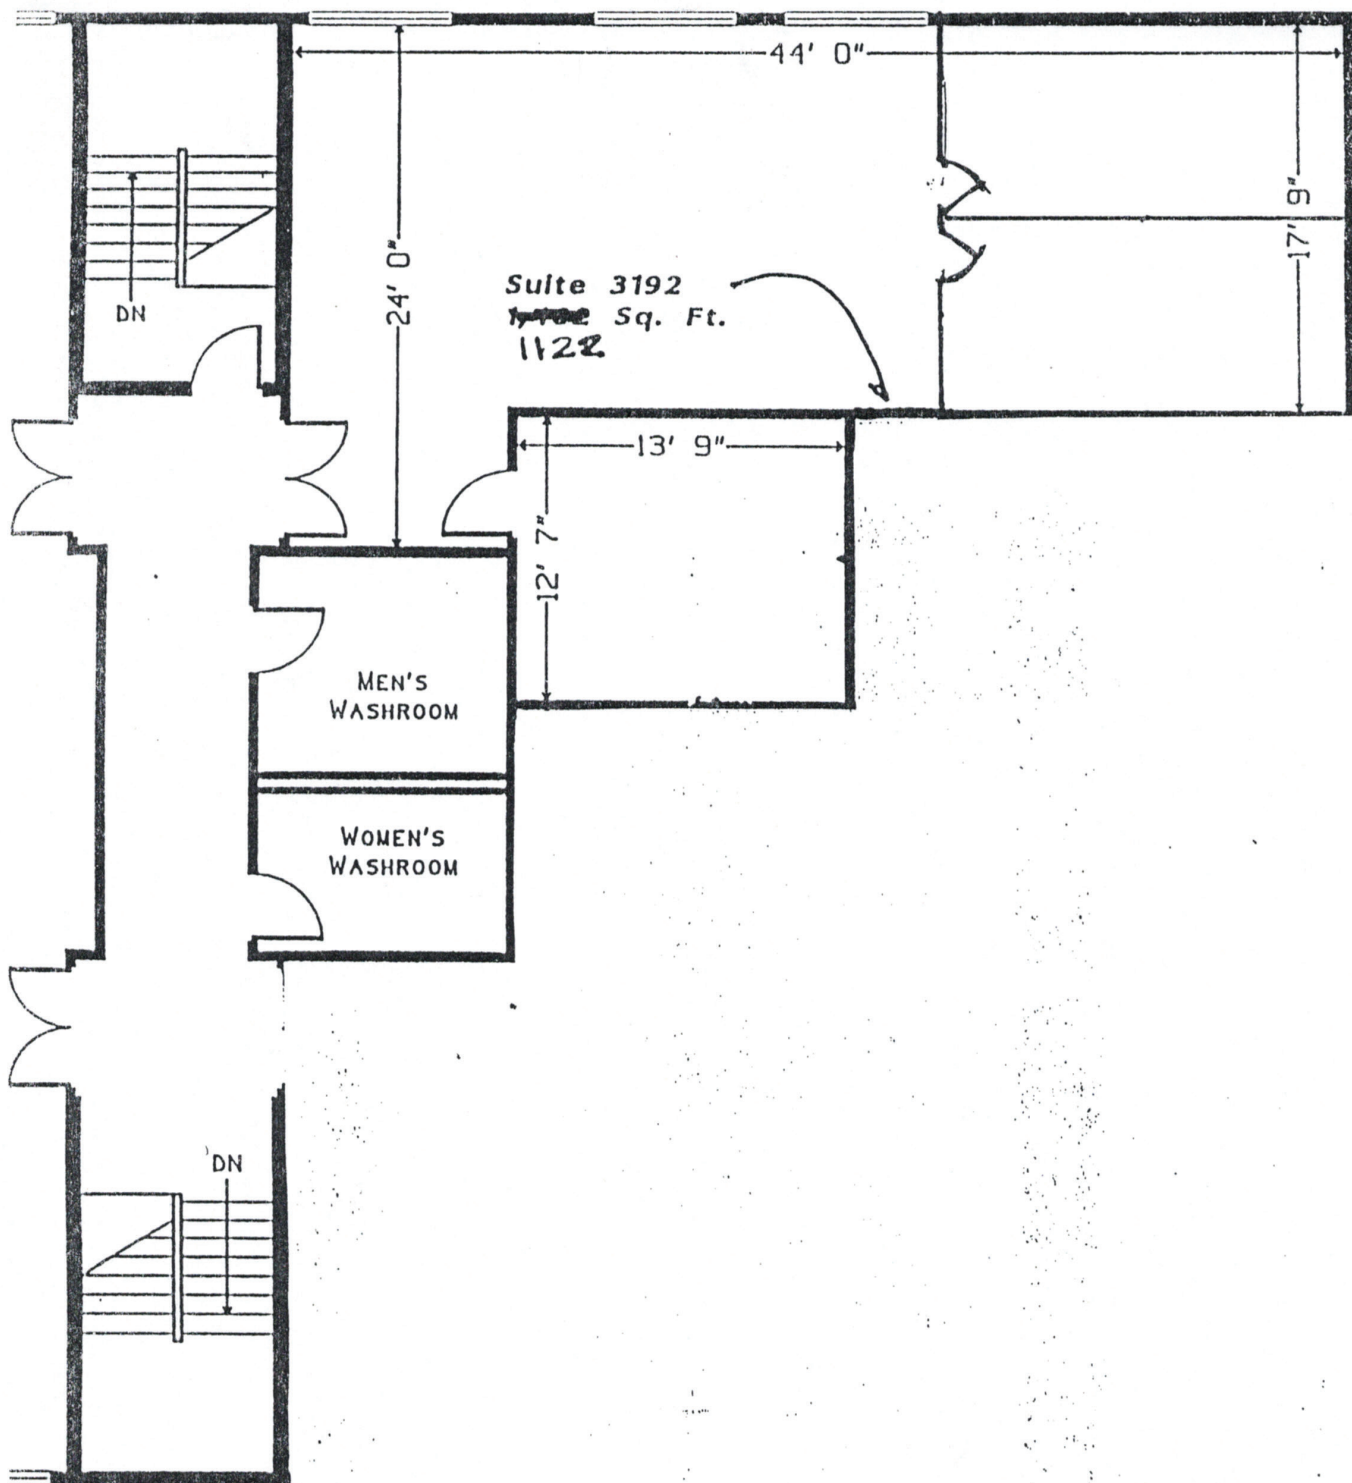 44' 0"
24' 0"
17' 9"
DN
Suite 3192
Sq. Ft.
1122
13' 9"
12' 7"
MEN'S
WASHROOM
WOMEN'S
WASHROOM
DN